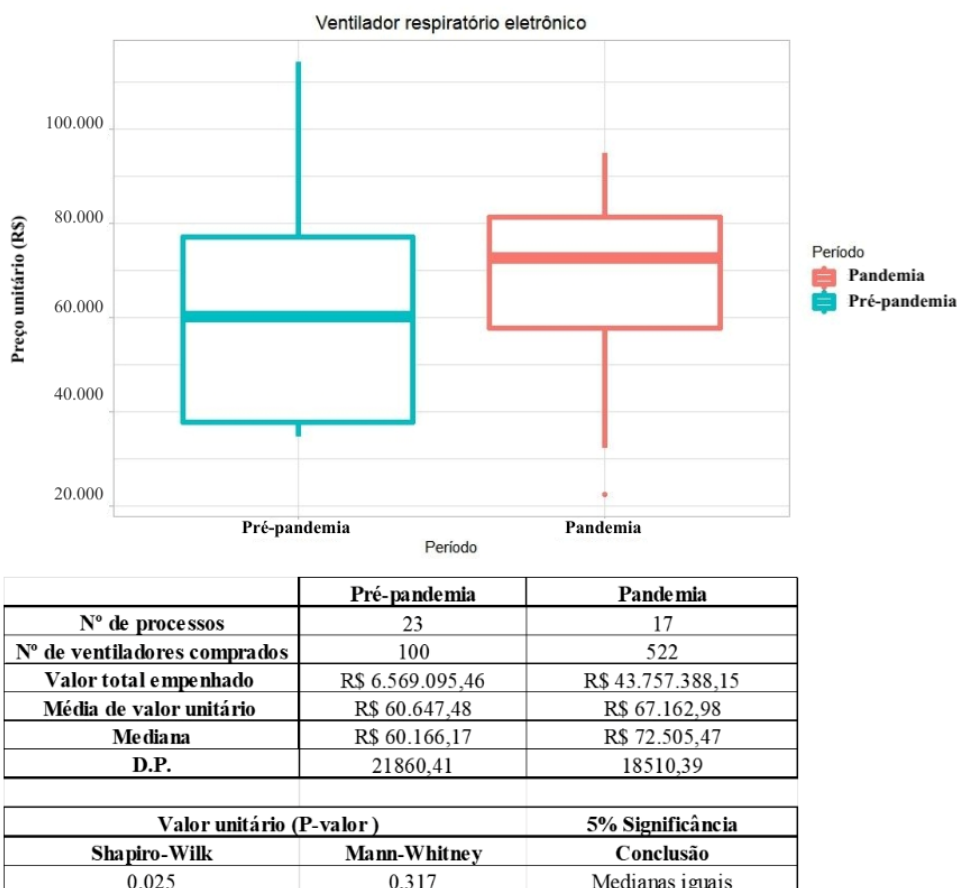 Ventilador respiratório eletrônico
100.000
80.000
60.000
40.000
20.000
Preço unitário (R$)
Pré-pandemia Pandemia
Período
Período
Pandemia
Pré-pandemia
Pré-pandemia Pandemia
Nº de processos 23 17
Nº de ventiladores comprados 100 522
Valor total empenhado R$ 6.569.095,46 R$ 43.757.388,15
Média de valor unitário R$ 60.647,48 R$ 67.162,98
Mediana R$ 60.166,17 R$ 72.505,47
D.P. 21860,41 18510,39
Valor unitário (P-valor ) 5% Significância
Shapiro-Wilk Mann-Whitney Conclusão
0.025 0.317 Medianas iguais